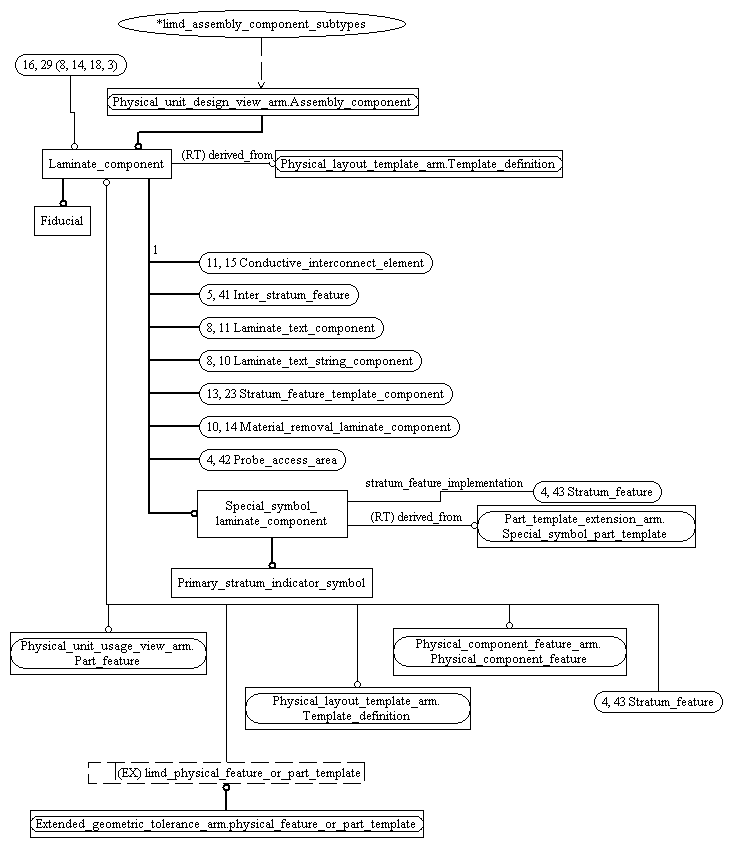 *limd_assembly_component_subtypes
16, 29 (8, 14, 18, 3)
Physical_unit_design_view_arm.Assembly_component
(RT) derived_from
Laminate_component
Physical_layout_template_arm.Template_definition
Fiducial
1
11, 15 Conductive_interconnect_element
5, 41 Inter_stratum_feature
8, 11 Laminate_text_component
8, 10 Laminate_text_string_component
13, 23 Stratum_feature_template_component
10, 14 Material_removal_laminate_component
4, 42 Probe_access_area
stratum_feature_implementation
4, 43 Stratum_feature
Special_symbol_
laminate_component
(RT) derived_from
Part_template_extension_arm.
Special_symbol_part_template
Primary_stratum_indicator_symbol
Physical_unit_usage_view_arm.
Part_feature
Physical_component_feature_arm.
Physical_component_feature
Physical_layout_template_arm.
Template_definition
4, 43 Stratum_feature
(EX) limd_physical_feature_or_part_template
Extended_geometric_tolerance_arm.physical_feature_or_part_template